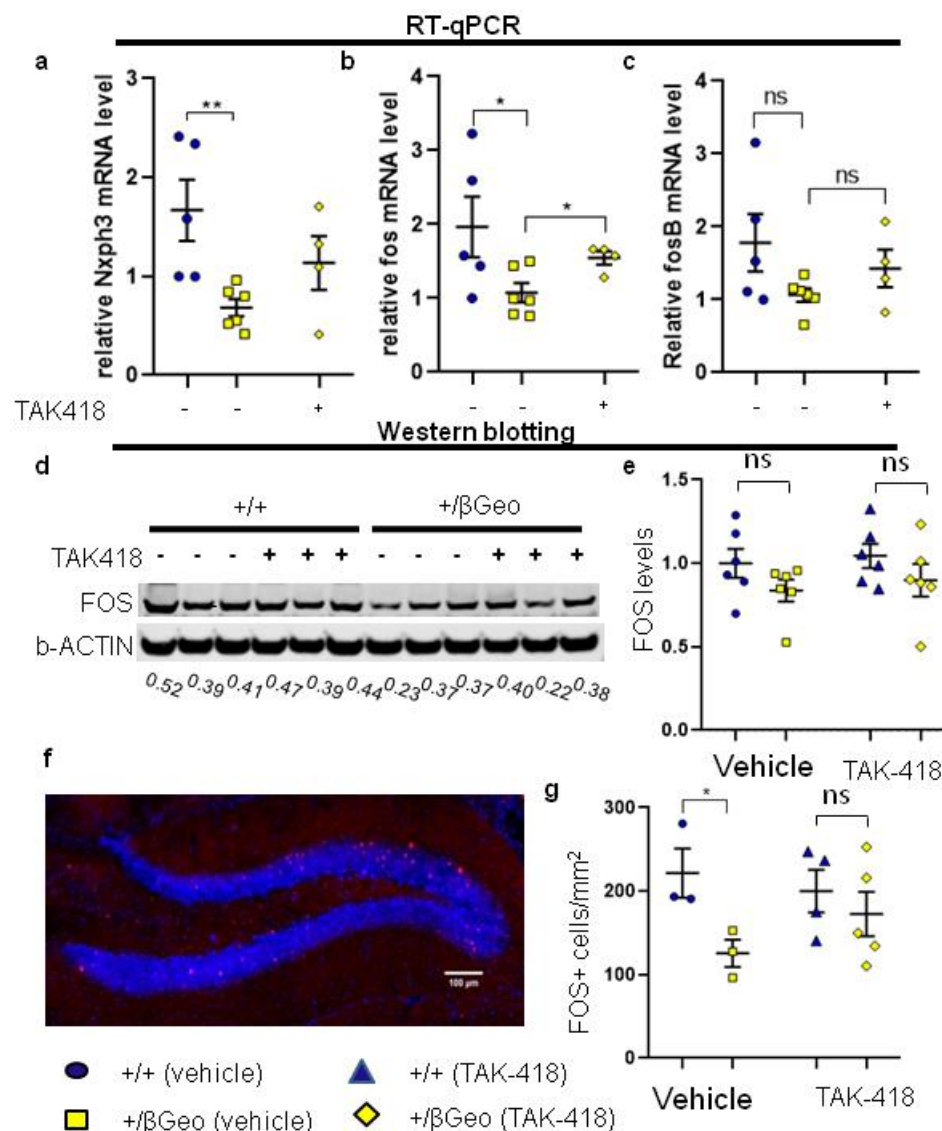 RT-qPCR
a
relative Nxph3 mRNA level
3
2
1
0
**
b
relative fos mRNA level
4
3
2
1
0
*
*
c
Relative fosB mRNA level
4
3
2
1
0
ns
ns
TAK418 - - + - - + - - +
Western blotting
d
+/+ +/βGeo
TAK418 - - - + + + - - - + + +
FOS
b-ACTIN
0.52 0.39 0.41 0.47 0.39 0.44 0.23 0.37 0.37 0.40 0.22 0.38
e
FOS levels
1.5
1.0
0.5
0.0
ns ns
Vehicle TAK-418
f
100 µm
g
FOS+ cells/mm²
300
200
100
0
* ns
Vehicle TAK-418
+/+ (vehicle) +/+ (TAK-418)
+/βGeo (vehicle) +/βGeo (TAK-418)